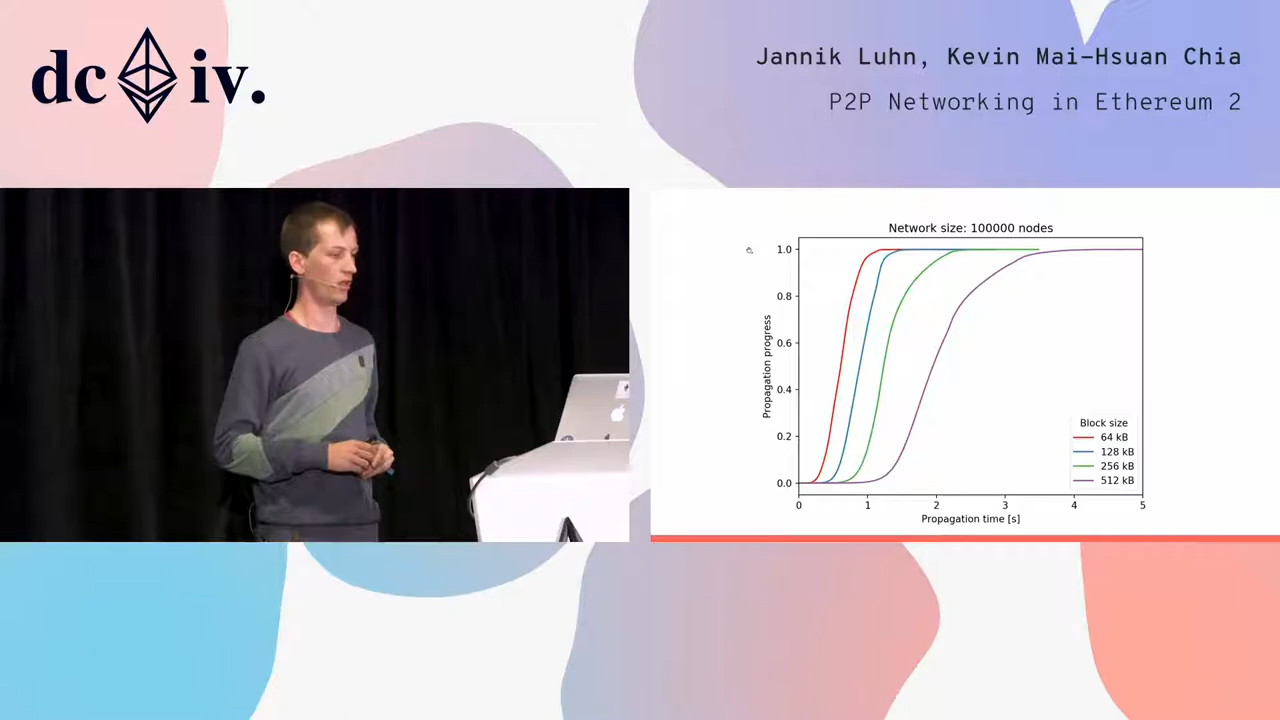 dc iv.
Jannik Luhn, Kevin Mai-Hsuan Chia
P2P Networking in Ethereum 2
Network size: 100000 nodes
1.0
0.8
0.6
0.4
0.2
0.0
Propagation progress
Block size
64 kB
128 kB
256 kB
512 kB
0 1 2 3 4 5
Propagation time [s]